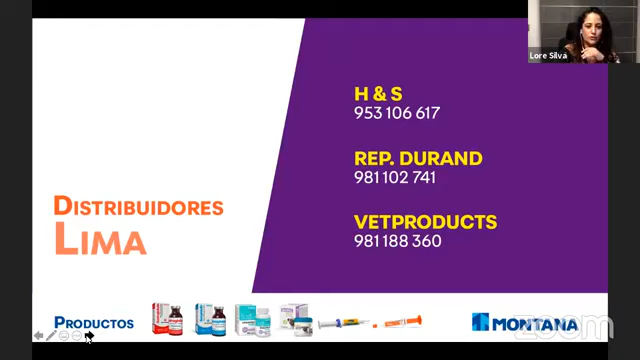 Lore Silva
H & S
953 106 617
REP. DURAND
981 102 741
VETPRODUCTS
981 188 360
DISTRIBUIDORES
LIMA
PRODUCTOS
MONTANA
zoom